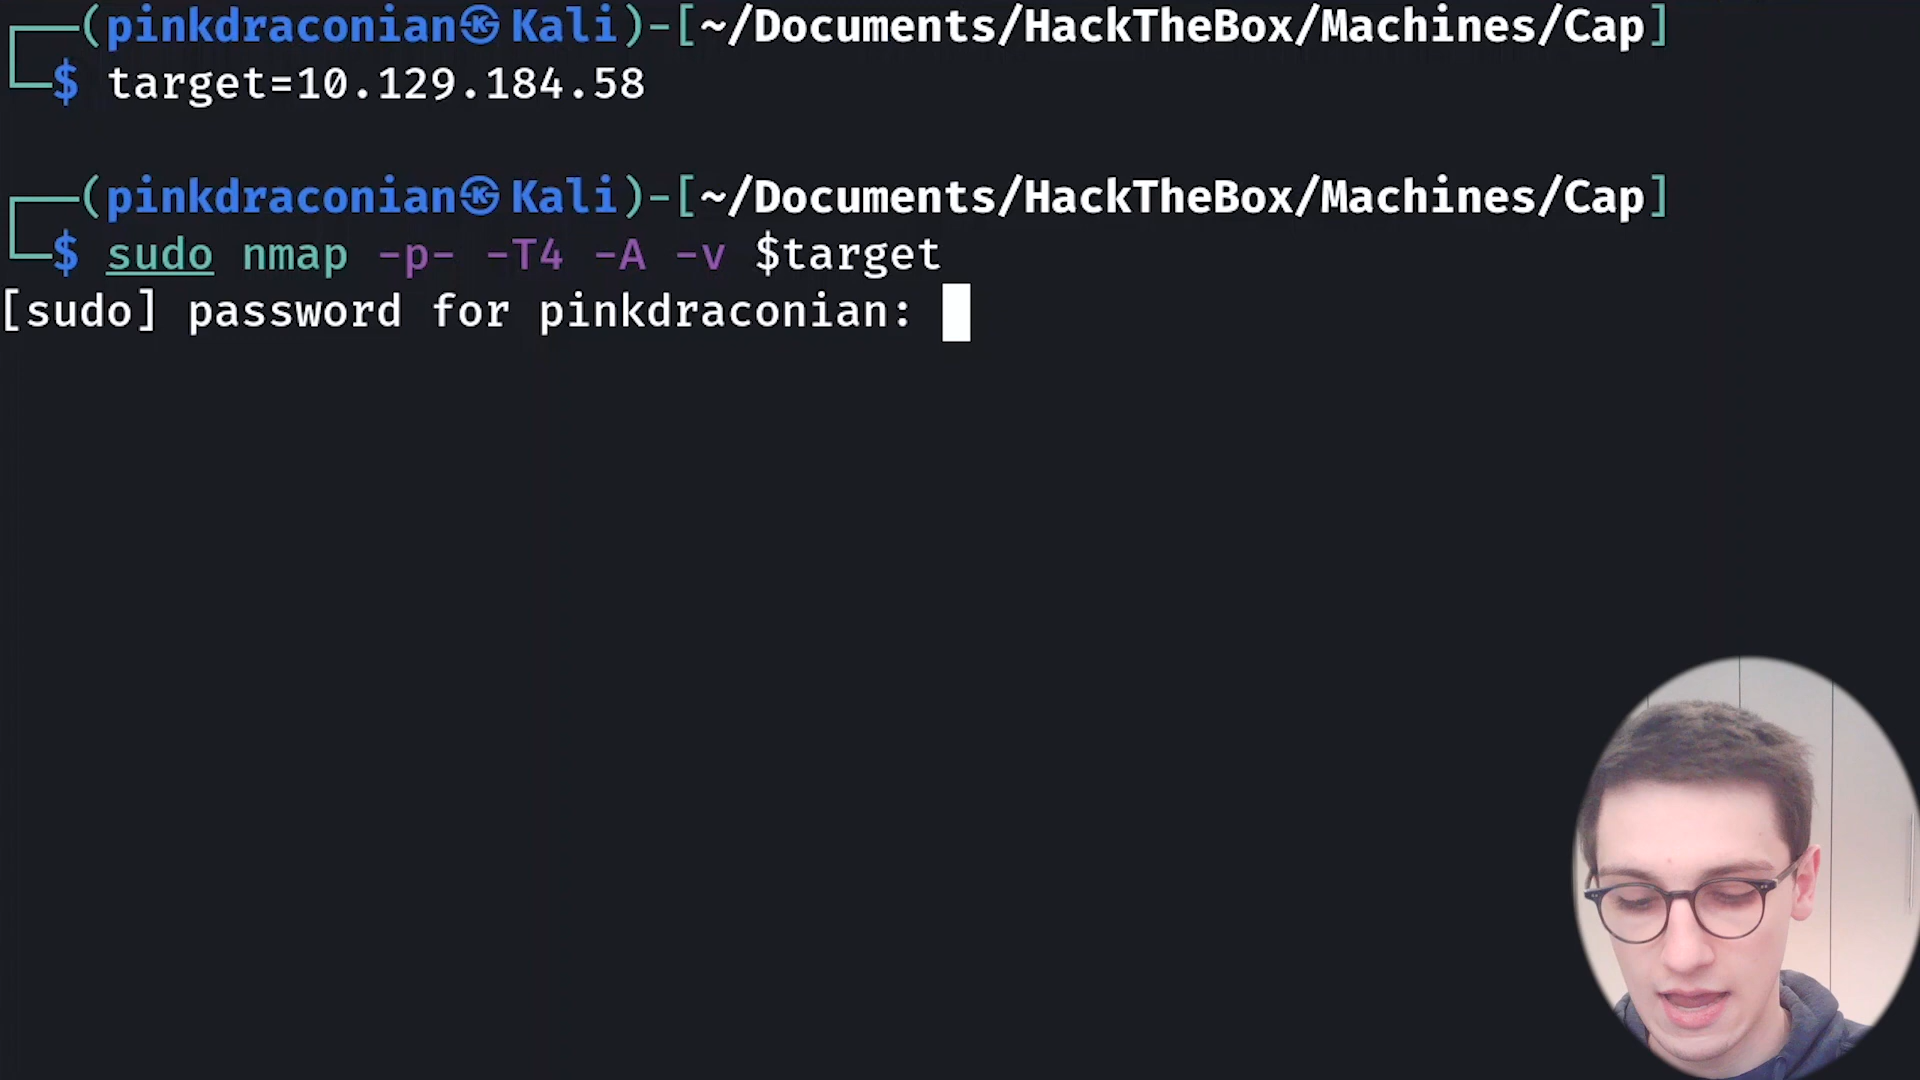 ┌──(pinkdraconian㉿Kali)-[~/Documents/HackTheBox/Machines/Cap]
└─$ target=10.129.184.58
┌──(pinkdraconian㉿Kali)-[~/Documents/HackTheBox/Machines/Cap]
└─$ sudo nmap -p- -T4 -A -v $target
[sudo] password for pinkdraconian: